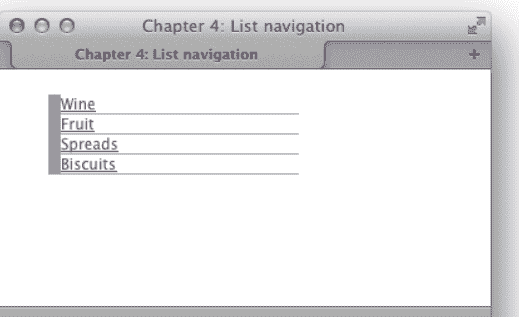 Chapter 4: List navigation
Chapter 4: List navigation
+
Wine
Fruit
Spreads
Biscuits